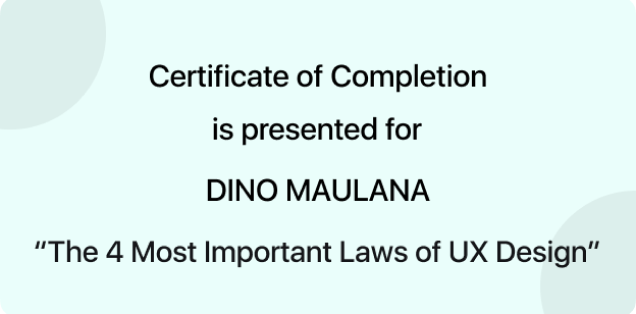 Certificate of Completion
is presented for
DINO MAULANA
“The 4 Most Important Laws of UX Design”